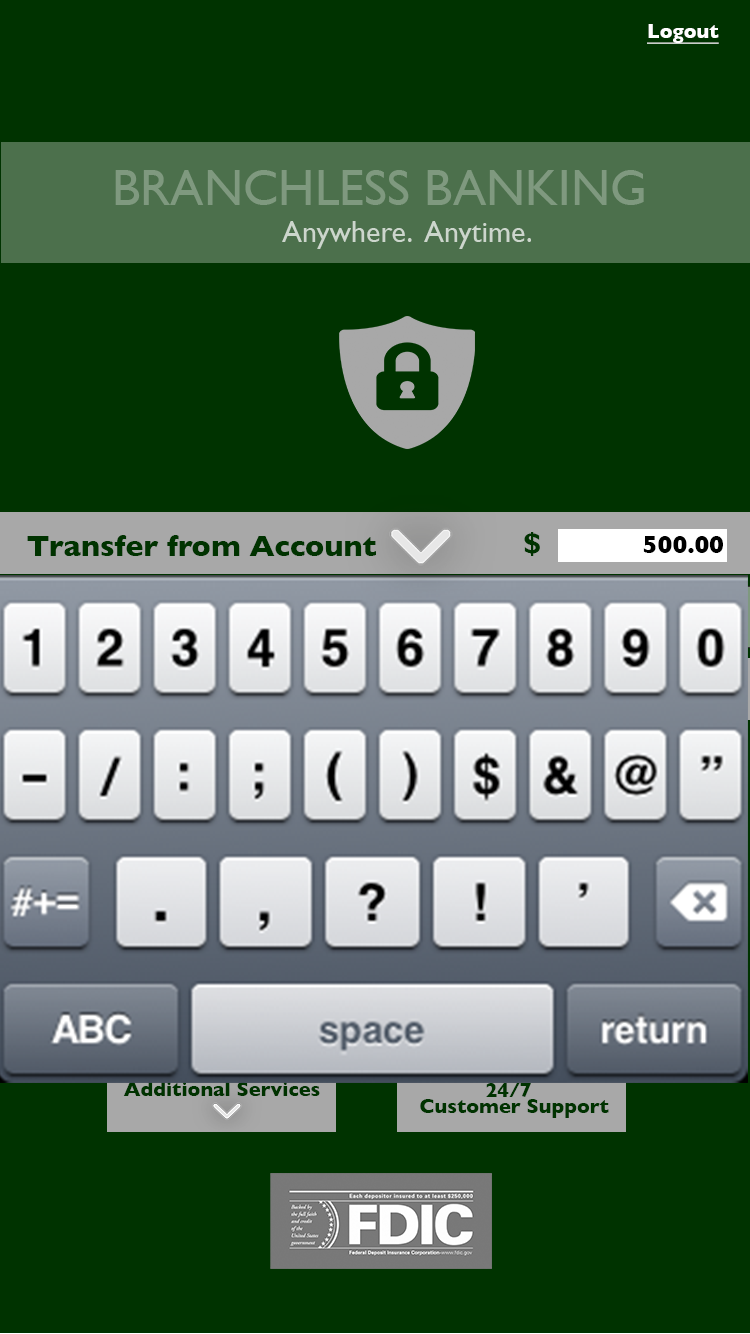 Logout
BRANCHLESS BANKING
Anywhere. Anytime.
Transfer from Account $ 500.00
1 2 3 4 5 6 7 8 9 0
- / : ; ( ) $ & @ ”
#+= . , ? ! ’
ABC space return
Additional Services
24/7
Customer Support
Each depositor insured to at least $250,000
Backed by
the full faith
and credit
of the
United States
government
FDIC
Federal Deposit Insurance Corporation • www.fdic.gov